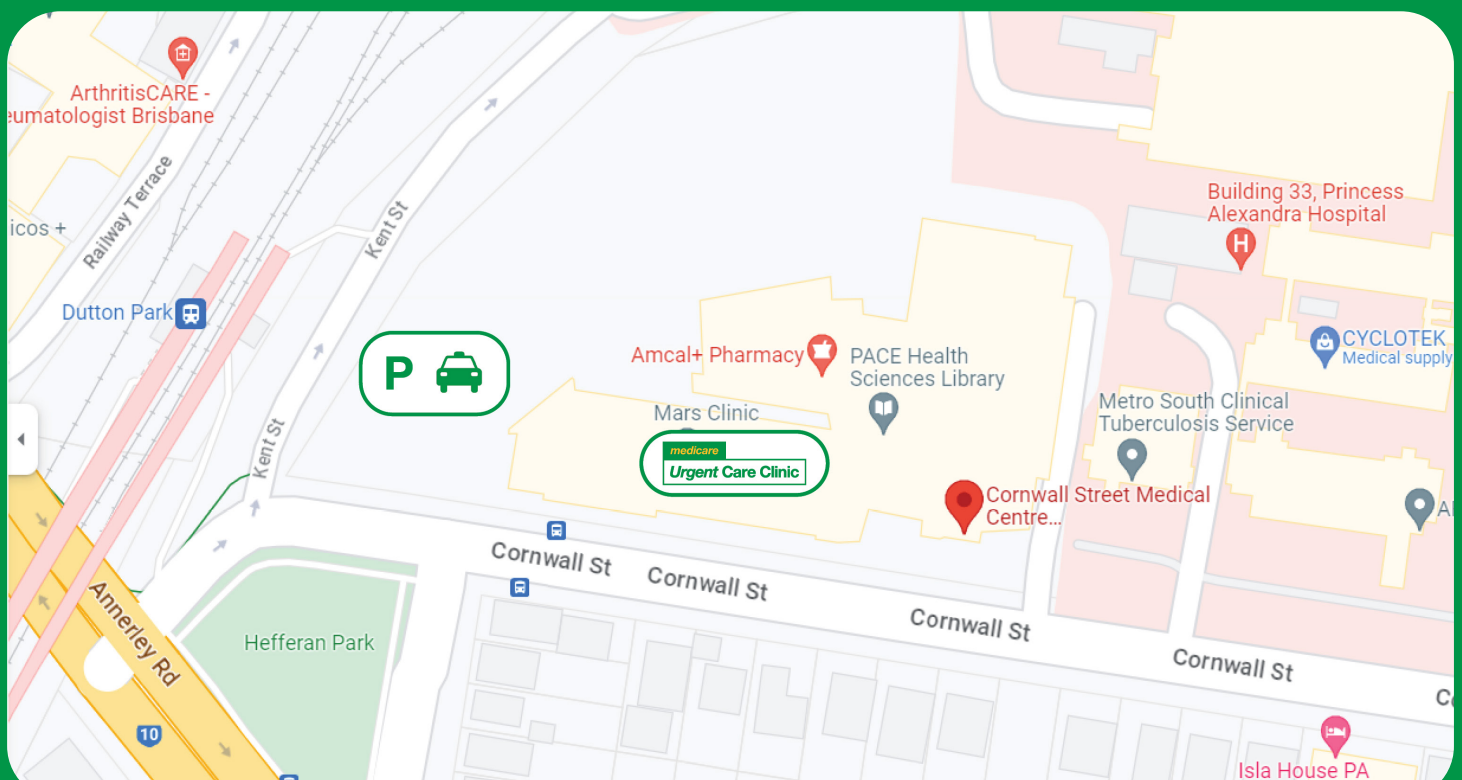 ArthritisCARE -
eumatologist Brisbane
Railway Terrace
icos +
Dutton Park
Kent St
Kent St
P
Building 33, Princess
Alexandra Hospital
H
CYCLOTEK
Medical supply
Amcal+ Pharmacy
PACE Health
Sciences Library
Mars Clinic
medicare
Urgent Care Clinic
Metro South Clinical
Tuberculosis Service
Cornwall Street Medical
Centre...
Cornwall St
Cornwall St
Cornwall St
Cornwall St
Annerley Rd
Hefferan Park
10
Isla House PA